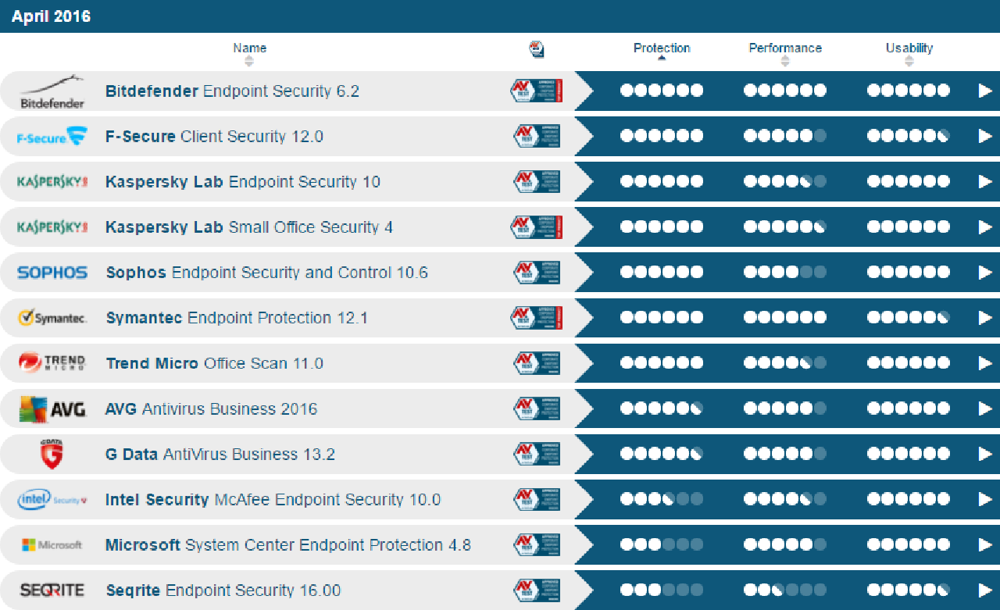 April 2016
Name Protection Performance Usability
Bitdefender Bitdefender Endpoint Security 6.2
F-Secure F-Secure Client Security 12.0
KASPERSKY Kaspersky Lab Endpoint Security 10
KASPERSKY Kaspersky Lab Small Office Security 4
SOPHOS Sophos Endpoint Security and Control 10.6
Symantec. Symantec Endpoint Protection 12.1
TREND MICRO Trend Micro Office Scan 11.0
AVG AVG Antivirus Business 2016
G DATA G Data AntiVirus Business 13.2
intel Security Intel Security McAfee Endpoint Security 10.0
Microsoft Microsoft System Center Endpoint Protection 4.8
SEQRITE Seqrite Endpoint Security 16.00